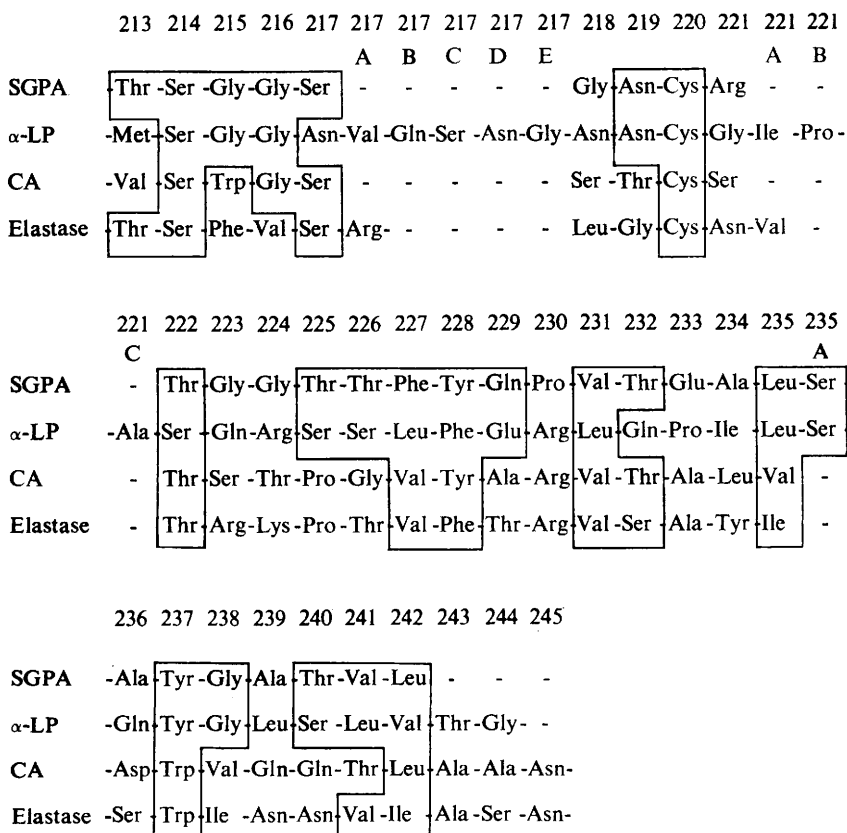 213 214 215 216 217 217 217 217 217 217 218 219 220 221 221 221
A B C D E A B
SGPA -Thr -Ser -Gly -Gly -Ser - - - - - Gly -Asn-Cys -Arg - -
α-LP -Met -Ser -Gly -Gly -Asn-Val -Gln -Ser -Asn-Gly -Asn -Asn-Cys -Gly -Ile -Pro -
CA -Val -Ser -Trp -Gly -Ser - - - - - Ser -Thr -Cys -Ser - -
Elastase -Thr -Ser -Phe -Val -Ser -Arg- - - - - Leu-Gly -Cys -Asn-Val -
221 222 223 224 225 226 227 228 229 230 231 232 233 234 235 235
C A
SGPA - Thr -Gly -Gly -Thr -Thr -Phe -Tyr -Gln -Pro -Val -Thr -Glu -Ala -Leu -Ser
α-LP -Ala -Ser -Gln -Arg -Ser -Ser -Leu -Phe -Glu -Arg -Leu -Gln -Pro -Ile -Leu -Ser
CA - Thr -Ser -Thr -Pro -Gly -Val -Tyr -Ala -Arg -Val -Thr -Ala -Leu -Val -
Elastase - Thr -Arg -Lys -Pro -Thr -Val -Phe -Thr -Arg -Val -Ser -Ala -Tyr -Ile -
236 237 238 239 240 241 242 243 244 245
SGPA -Ala -Tyr -Gly -Ala -Thr -Val -Leu - - -
α-LP -Gln -Tyr -Gly -Leu -Ser -Leu -Val -Thr -Gly- -
CA -Asp -Trp -Val -Gln -Gln -Thr -Leu -Ala -Ala -Asn-
Elastase -Ser -Trp -Ile -Asn -Asn -Val -Ile -Ala -Ser -Asn-